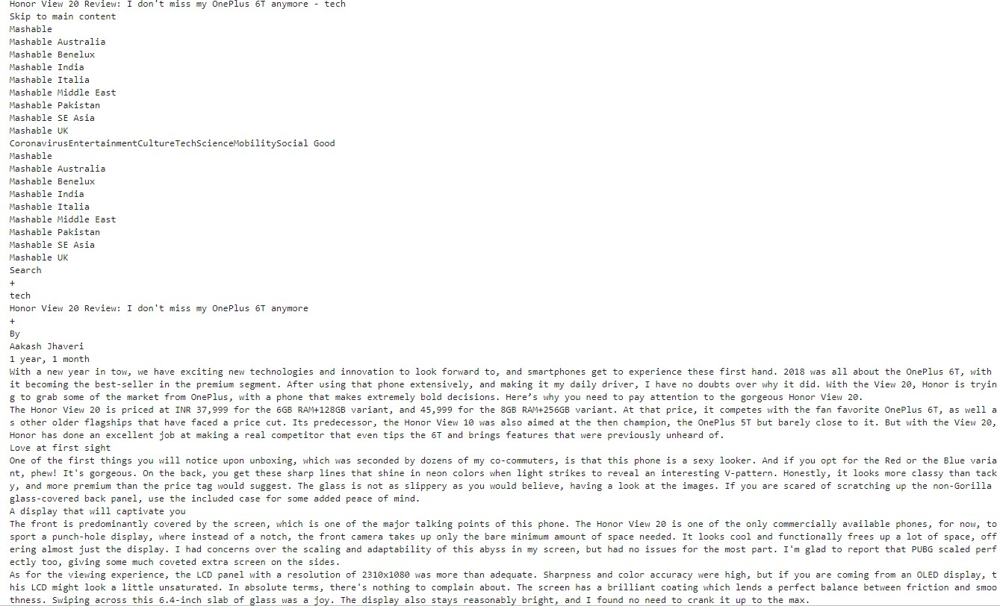 Honor View 20 Review: I don't miss my OnePlus 6T anymore - tech
Skip to main content
Mashable
Mashable Australia
Mashable Benelux
Mashable India
Mashable Italia
Mashable Middle East
Mashable Pakistan
Mashable SE Asia
Mashable UK
CoronavirusEntertainmentCultureTechScienceMobilitySocial Good
Mashable
Mashable Australia
Mashable Benelux
Mashable India
Mashable Italia
Mashable Middle East
Mashable Pakistan
Mashable SE Asia
Mashable UK
Search
+
tech
Honor View 20 Review: I don't miss my OnePlus 6T anymore
+
By
Aakash Jhaveri
1 year, 1 month
With a new year in tow, we have exciting new technologies and innovation to look forward to, and smartphones get to experience these first hand. 2018 was all about the OnePlus 6T, with
it becoming the best-seller in the premium segment. After using that phone extensively, and making it my daily driver, I have no doubts over why it did. With the View 20, Honor is tryin
g to grab some of the market from OnePlus, with a phone that makes extremely bold decisions. Here’s why you need to pay attention to the gorgeous Honor View 20.
The Honor View 20 is priced at INR 37,999 for the 6GB RAM+128GB variant, and 45,999 for the 8GB RAM+256GB variant. At that price, it competes with the fan favorite OnePlus 6T, as well a
s other older flagships that have faced a price cut. Its predecessor, the Honor View 10 was also aimed at the then champion, the OnePlus 5T but barely close to it. But with the View 20,
Honor has done an excellent job at making a real competitor that even tips the 6T and brings features that were previously unheard of.
Love at first sight
One of the first things you will notice upon unboxing, which was seconded by dozens of my co-commuters, is that this phone is a sexy looker. And if you opt for the Red or the Blue varia
nt, phew! It's gorgeous. On the back, you get these sharp lines that shine in neon colors when light strikes to reveal an interesting V-pattern. Honestly, it looks more classy than tack
y, and more premium than the price tag would suggest. The glass is not as slippery as you would believe, having a look at the images. If you are scared of scratching up the non-Gorilla
glass-covered back panel, use the included case for some added peace of mind.
A display that will captivate you
The front is predominantly covered by the screen, which is one of the major talking points of this phone. The Honor View 20 is one of the only commercially available phones, for now, to
sport a punch-hole display, where instead of a notch, the front camera takes up only the bare minimum amount of space needed. It looks cool and functionally frees up a lot of space, off
ering almost just the display. I had concerns over the scaling and adaptability of this abyss in my screen, but had no issues for the most part. I'm glad to report that PUBG scaled perf
ectly too, giving some much coveted extra screen on the sides.
As for the viewing experience, the LCD panel with a resolution of 2310x1080 was more than adequate. Sharpness and color accuracy were high, but if you are coming from an OLED display, t
his LCD might look a little unsaturated. In absolute terms, there's nothing to complain about. The screen has a brilliant coating which lends a perfect balance between friction and smoo
thness. Swiping across this 6.4-inch slab of glass was a joy. The display also stays reasonably bright, and I found no need to crank it up to the max.